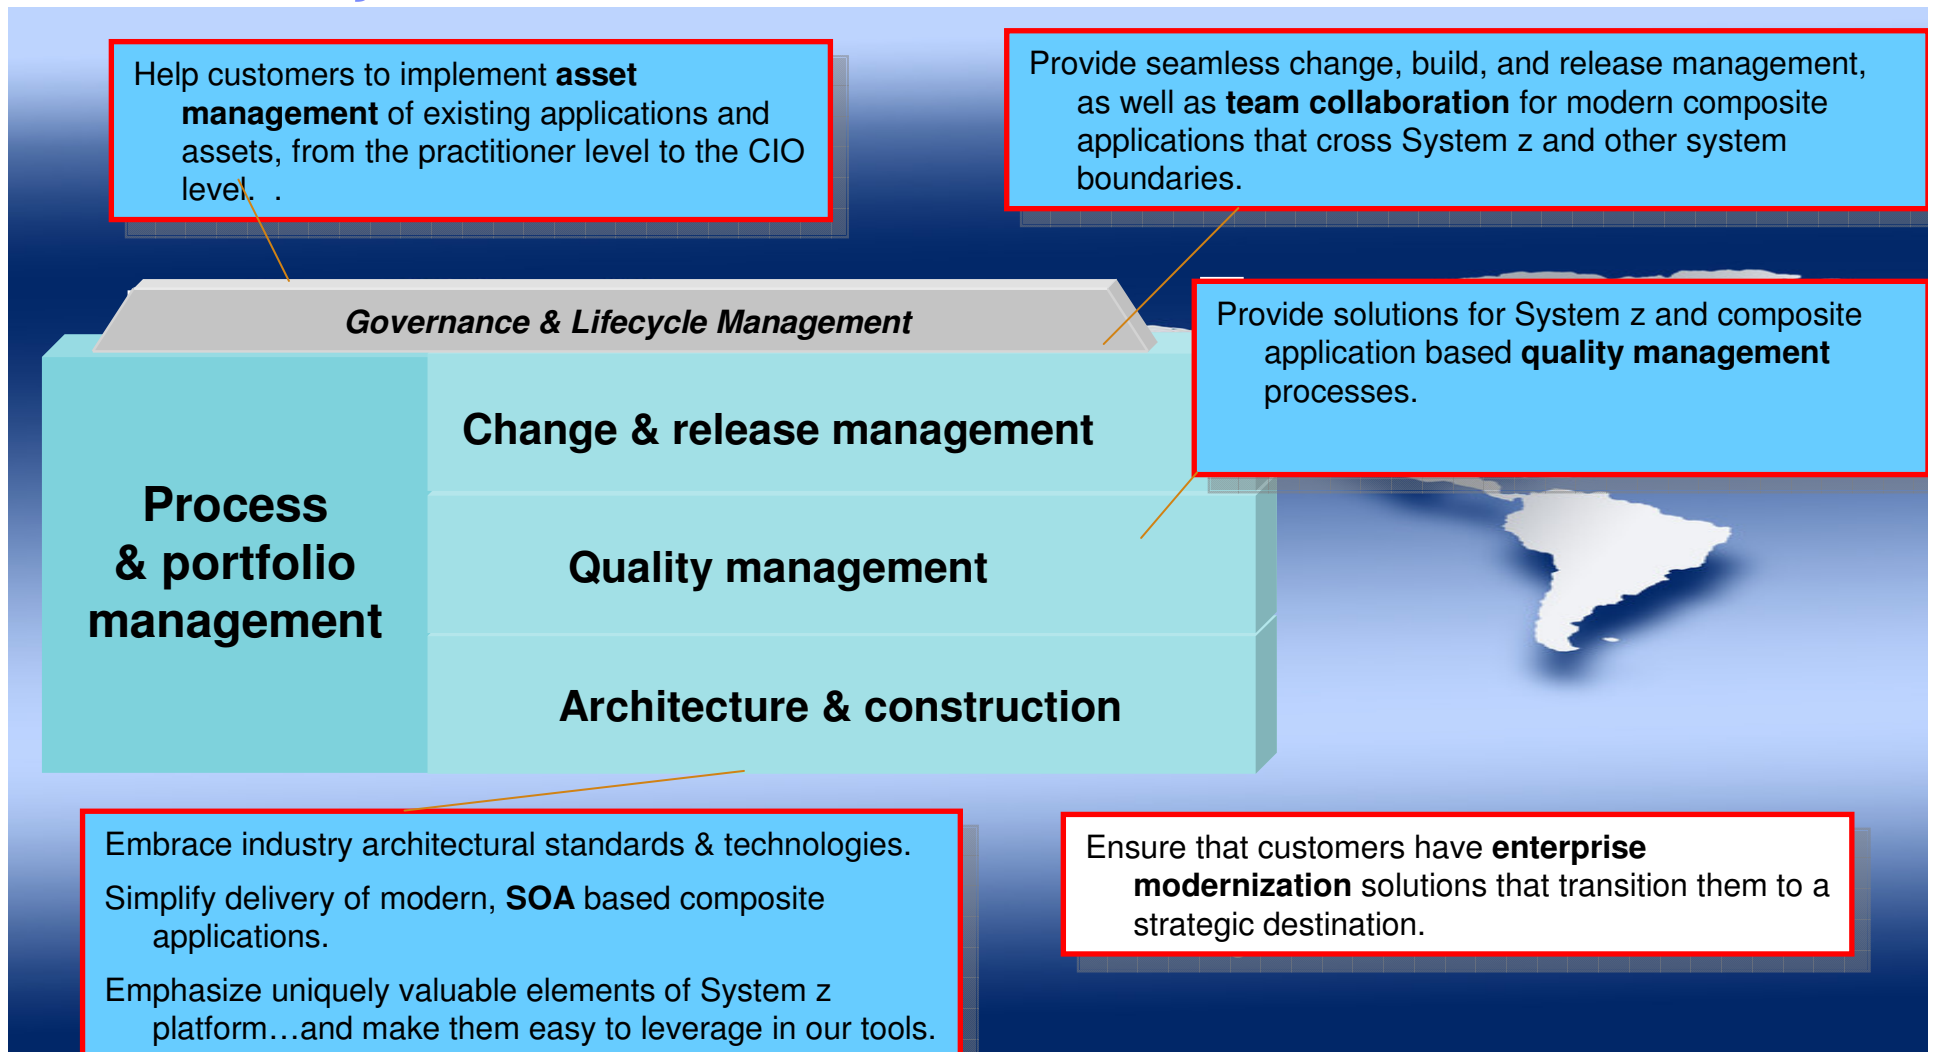 Help customers to implement asset
management of existing applications and
assets, from the practitioner level to the CIO
level. .
Provide seamless change, build, and release management,
as well as team collaboration for modern composite
applications that cross System z and other system
boundaries.
Governance & Lifecycle Management
Provide solutions for System z and composite
application based quality management
processes.
Change & release management
Process
& portfolio
management
Quality management
Architecture & construction
Embrace industry architectural standards & technologies.
Simplify delivery of modern, SOA based composite
applications.
Emphasize uniquely valuable elements of System z
platform…and make them easy to leverage in our tools.
Ensure that customers have enterprise
modernization solutions that transition them to a
strategic destination.